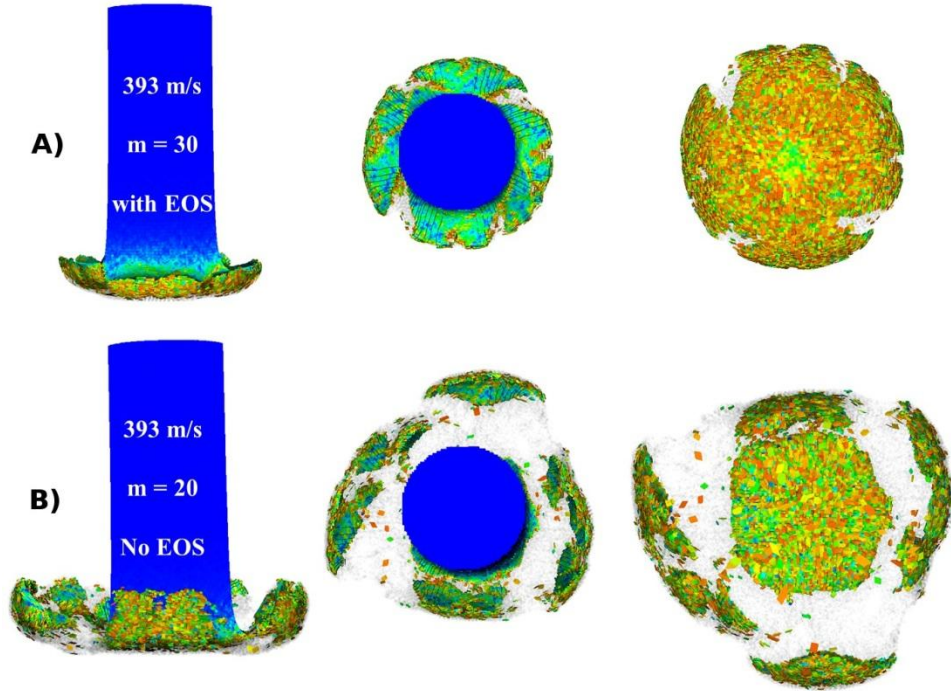 393 m/s
A)
m = 30
with EOS
393 m/s
m = 20
B)
No EOS